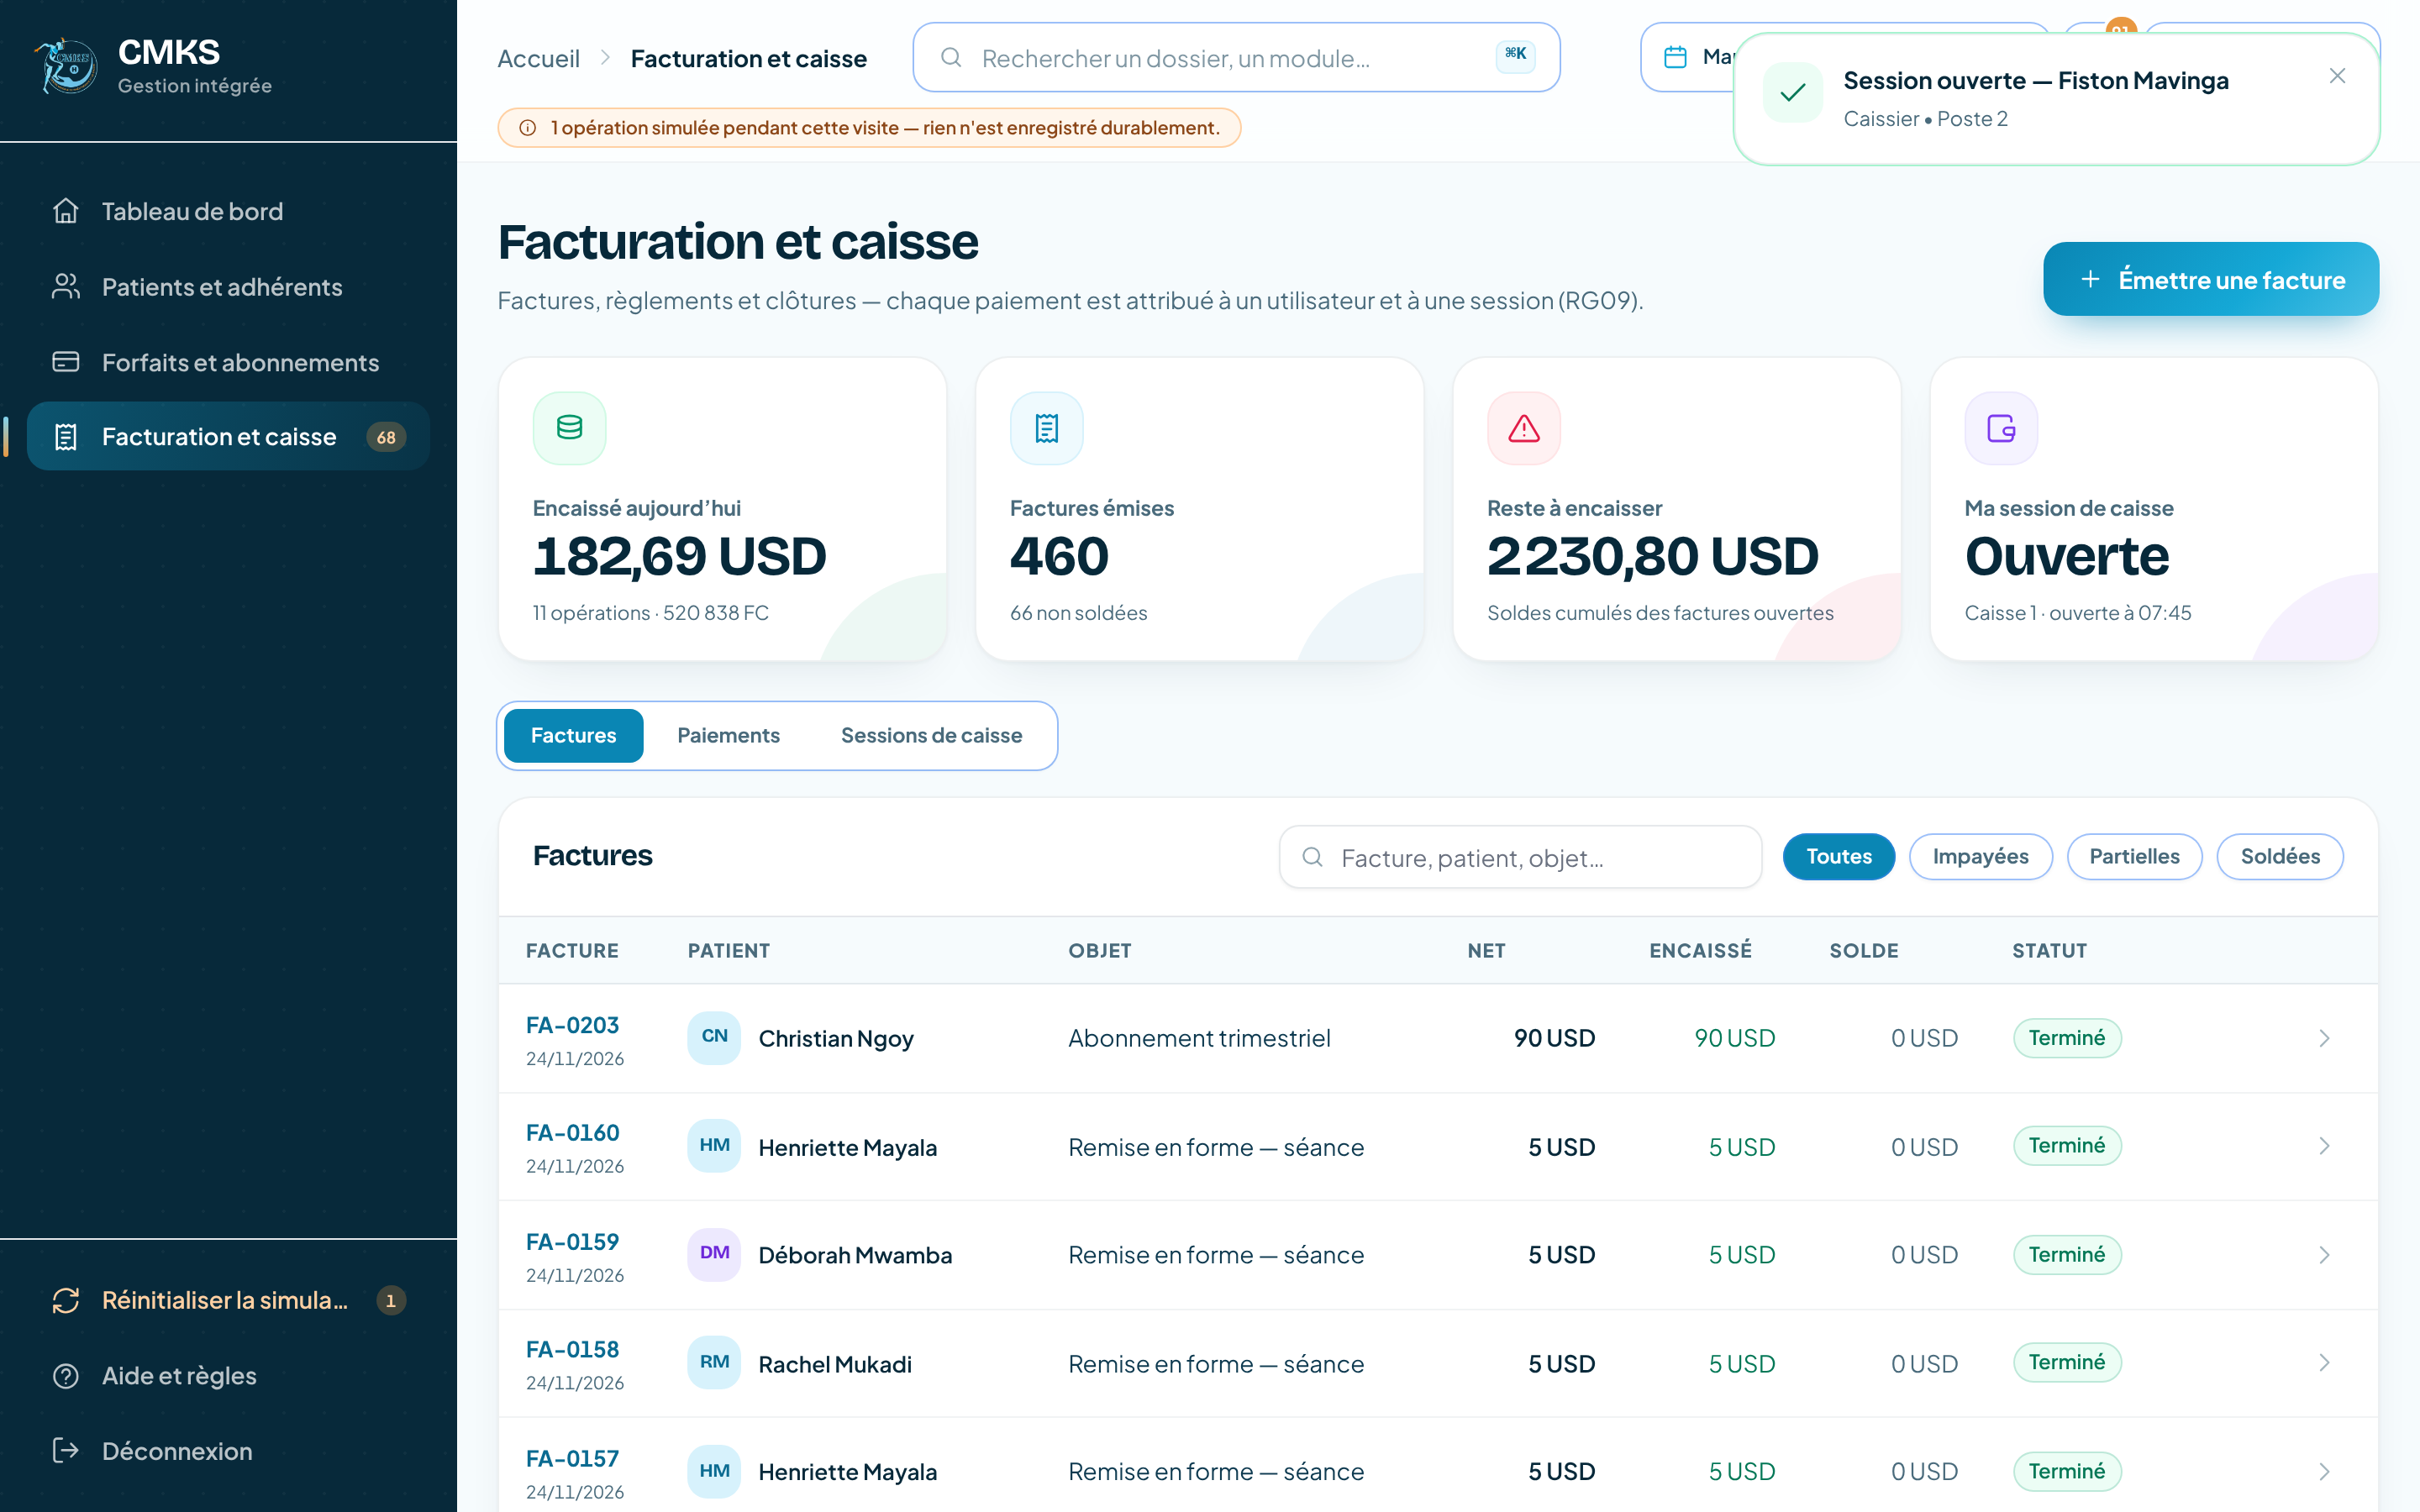 CMKS
Gestion intégrée
Tableau de bord
Patients et adhérents
Forfaits et abonnements
Facturation et caisse 68
Réinitialiser la simula... 1
Aide et règles
Déconnexion
Accueil Facturation et caisse
Rechercher un dossier, un module... ⌘K
1 opération simulée pendant cette visite — rien n'est enregistré durablement.
Session ouverte — Fiston Mavinga
Caissier • Poste 2
Facturation et caisse
Factures, règlements et clôtures — chaque paiement est attribué à un utilisateur et à une session (RG09).
Émettre une facture
Encaissé aujourd’hui
182,69 USD
11 opérations · 520 838 FC
Factures émises
460
66 non soldées
Reste à encaisser
2 230,80 USD
Soldes cumulés des factures ouvertes
Ma session de caisse
Ouverte
Caisse 1 · ouverte à 07:45
Factures Paiements Sessions de caisse
Factures
Facture, patient, objet...
Toutes Impayées Partielles Soldées
FACTURE PATIENT OBJET NET ENCAISSÉ SOLDE STATUT
FA-0203
24/11/2026
CN Christian Ngoy Abonnement trimestriel 90 USD 90 USD 0 USD Terminé
FA-0160
24/11/2026
HM Henriette Mayala Remise en forme — séance 5 USD 5 USD 0 USD Terminé
FA-0159
24/11/2026
DM Déborah Mwamba Remise en forme — séance 5 USD 5 USD 0 USD Terminé
FA-0158
24/11/2026
RM Rachel Mukadi Remise en forme — séance 5 USD 5 USD 0 USD Terminé
FA-0157
24/11/2026
HM Henriette Mayala Remise en forme — séance 5 USD 5 USD 0 USD Terminé